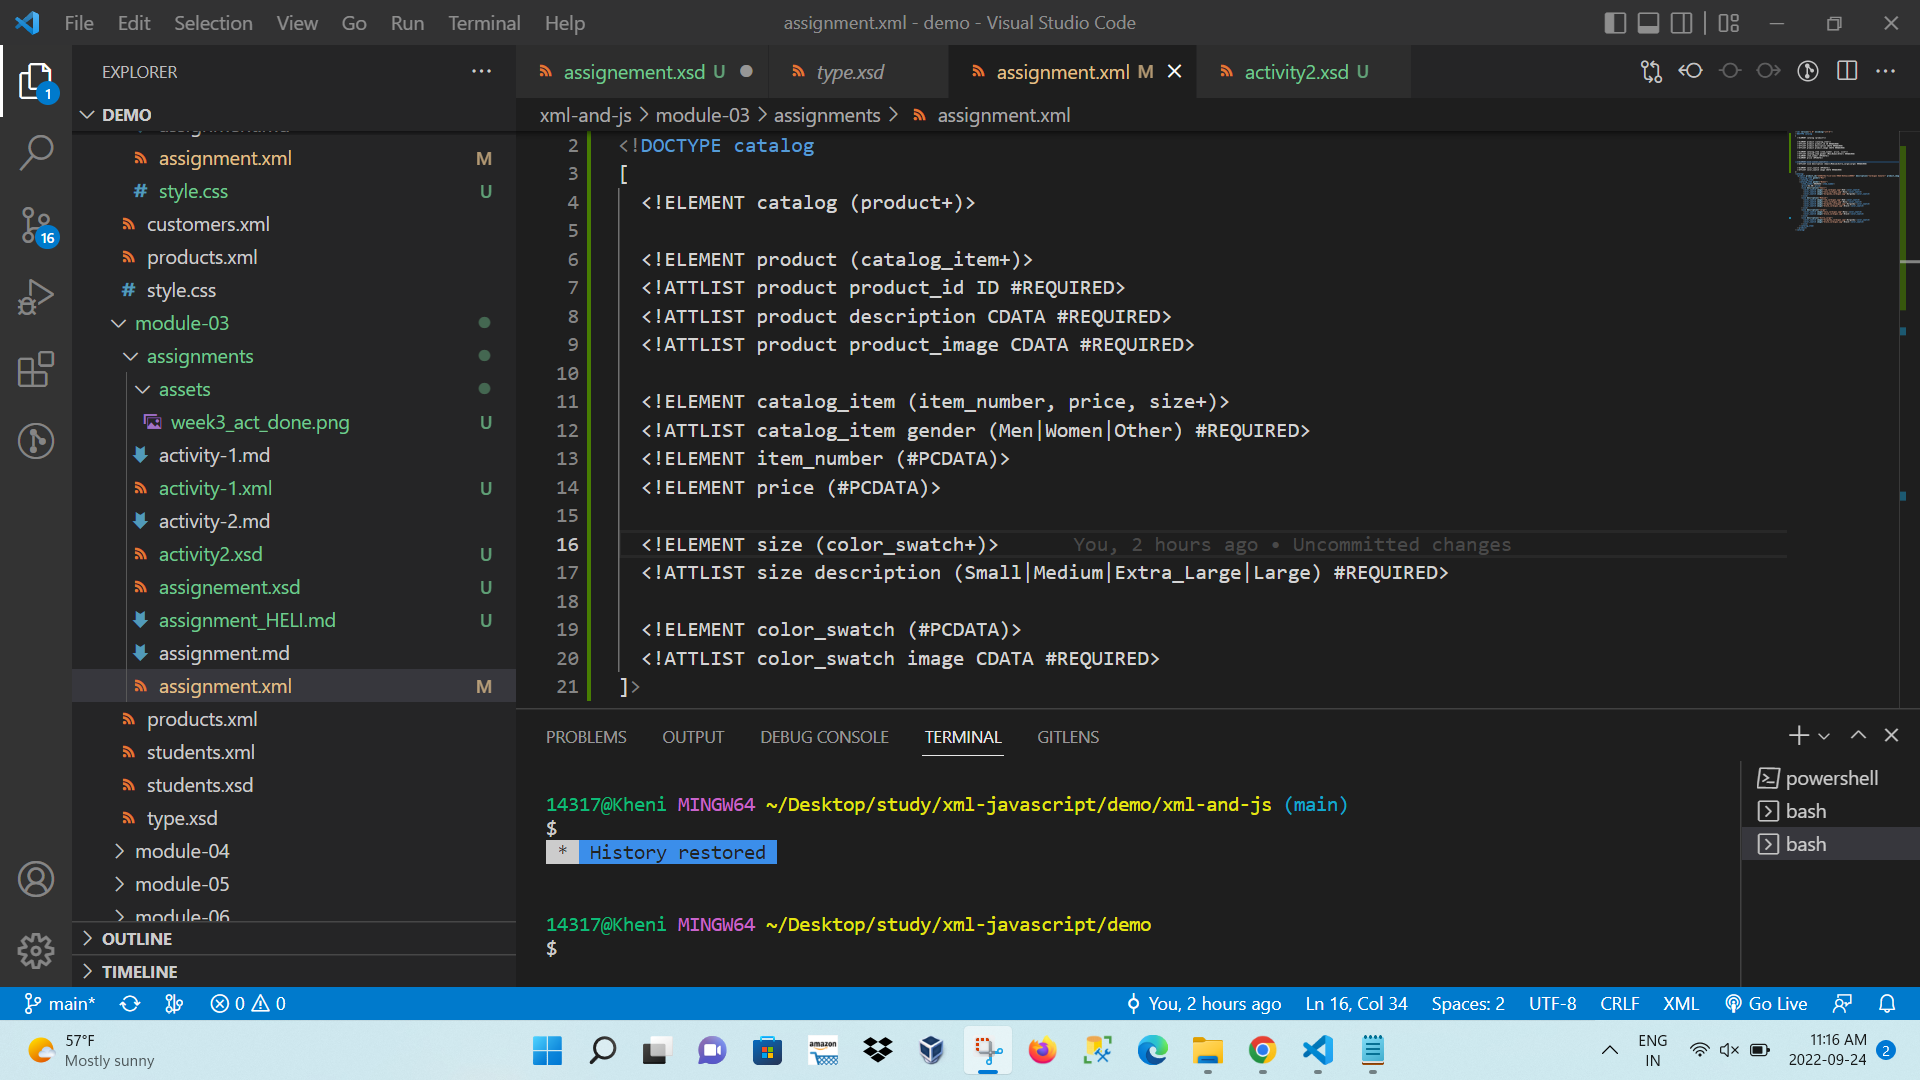 File Edit Selection View Go Run Terminal Help
assignment.xml - demo - Visual Studio Code
EXPLORER
DEMO
assignment.xml M
style.css U
customers.xml
products.xml
style.css
module-03
assignments
assets
week3_act_done.png U
activity-1.md
activity-1.xml U
activity-2.md
activity2.xsd U
assignement.xsd U
assignment_HELI.md U
assignment.md
assignment.xml M
products.xml
students.xml
students.xsd
type.xsd
module-04
module-05
module-06
OUTLINE
TIMELINE
1
16
assignement.xsd U
type.xsd
assignment.xml M
activity2.xsd U
xml-and-js > module-03 > assignments > assignment.xml
2 <!DOCTYPE catalog
3 [
4 <!ELEMENT catalog (product+)>
5
6 <!ELEMENT product (catalog_item+)>
7 <!ATTLIST product product_id ID #REQUIRED>
8 <!ATTLIST product description CDATA #REQUIRED>
9 <!ATTLIST product product_image CDATA #REQUIRED>
10
11 <!ELEMENT catalog_item (item_number, price, size+)>
12 <!ATTLIST catalog_item gender (Men|Women|Other) #REQUIRED>
13 <!ELEMENT item_number (#PCDATA)>
14 <!ELEMENT price (#PCDATA)>
15
16 <!ELEMENT size (color_swatch+)> You, 2 hours ago • Uncommitted changes
17 <!ATTLIST size description (Small|Medium|Extra_Large|Large) #REQUIRED>
18
19 <!ELEMENT color_swatch (#PCDATA)>
20 <!ATTLIST color_swatch image CDATA #REQUIRED>
21 ]>
PROBLEMS OUTPUT DEBUG CONSOLE TERMINAL GITLENS
14317@Kheni MINGW64 ~/Desktop/study/xml-javascript/demo/xml-and-js (main)
$
* History restored
14317@Kheni MINGW64 ~/Desktop/study/xml-javascript/demo
$
powershell
bash
bash
main* 0 0
You, 2 hours ago Ln 16, Col 34 Spaces: 2 UTF-8 CRLF XML Go Live
57°F
Mostly sunny
amazon
ENG
IN
11:16 AM
2022-09-24
2